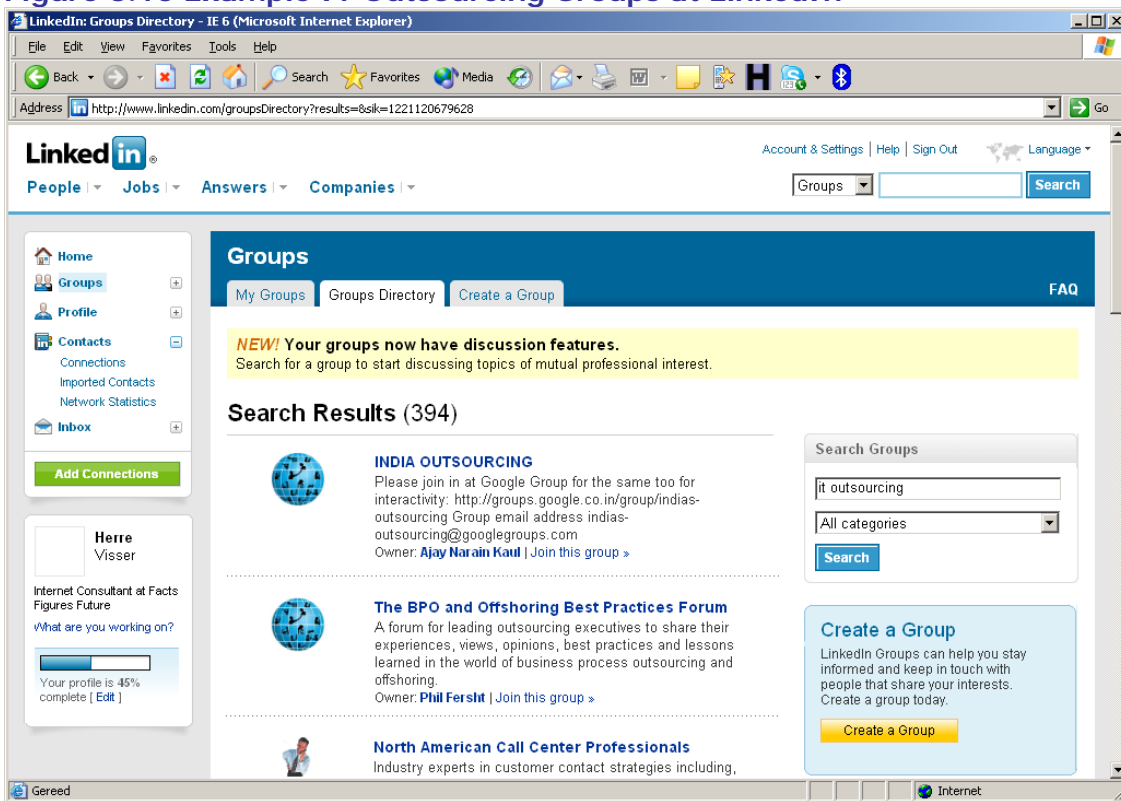 LinkedIn: Groups Directory - IE 6 (Microsoft Internet Explorer)
File Edit View Favorites Tools Help
Back Search Favorites Media
Address http://www.linkedin.com/groupsDirectory?results=&sik=1221120679628 Go
Linked in ®
Account & Settings | Help | Sign Out Language
People Jobs Answers Companies
Groups Search
Home
Groups
Profile
Contacts
Connections
Imported Contacts
Network Statistics
Inbox
Add Connections
Herre
Visser
Internet Consultant at Facts
Figures Future
What are you working on?
Your profile is 45%
complete [ Edit ]
Groups
My Groups Groups Directory Create a Group FAQ
NEW! Your groups now have discussion features.
Search for a group to start discussing topics of mutual professional interest.
Search Results (394)
INDIA OUTSOURCING
Please join in at Google Group for the same too for
interactivity: http://groups.google.co.in/group/indias-
outsourcing Group email address indias-
outsourcing@googlegroups.com
Owner: Ajay Narain Kaul | Join this group »
The BPO and Offshoring Best Practices Forum
A forum for leading outsourcing executives to share their
experiences, views, opinions, best practices and lessons
learned in the world of business process outsourcing and
offshoring.
Owner: Phil Fersht | Join this group »
North American Call Center Professionals
Industry experts in customer contact strategies including,
Search Groups
it outsourcing
All categories
Search
Create a Group
LinkedIn Groups can help you stay
informed and keep in touch with
people that share your interests.
Create a group today.
Create a Group
Gereed Internet